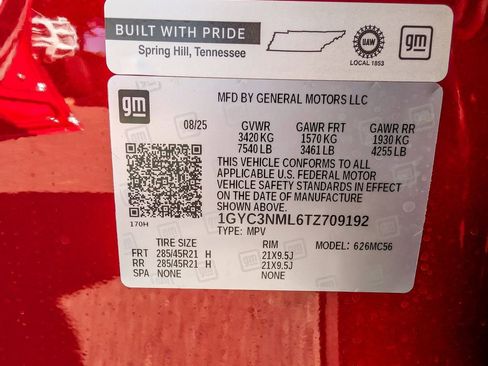 BUILT WITH PRIDE
Spring Hill, Tennessee
UAW
LOCAL 1853
gm
gm
MFD BY GENERAL MOTORS LLC
08/25 GVWR GAWR FRT GAWR RR
3420 KG 1570 KG 1930 KG
7540 LB 3461 LB 4255 LB
THIS VEHICLE CONFORMS TO ALL
APPLICABLE U.S. FEDERAL MOTOR
VEHICLE SAFETY STANDARDS IN EFFECT
ON THE DATE OF MANUFACTURE
SHOWN ABOVE.
170H
1GYC3NML6TZ709192
TYPE: MPV
TIRE SIZE RIM MODEL: 626MC56
FRT 285/45R21 H 21X9.5J
RR 285/45R21 H 21X9.5J
SPA NONE NONE